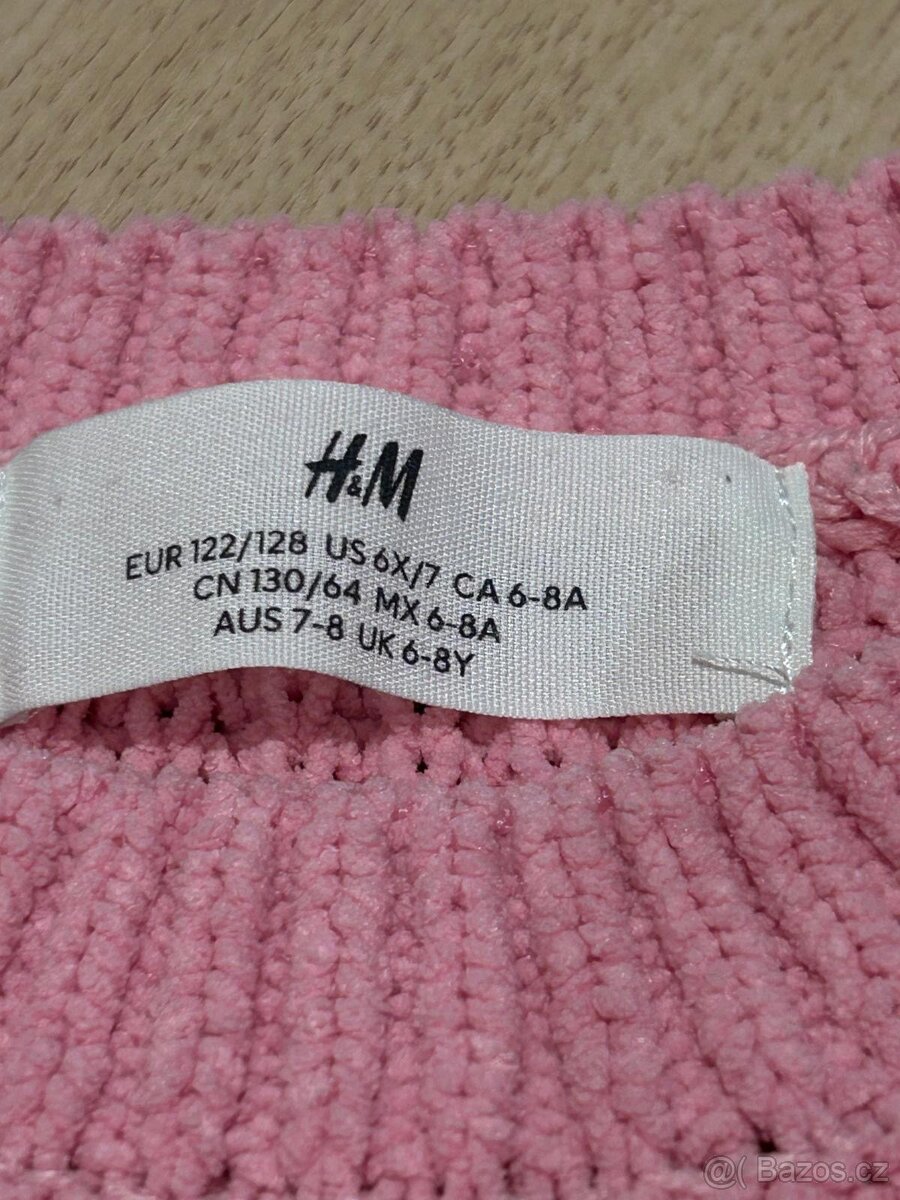 H&M
EUR 122/128 US 6X/7 CA 6-8A
CN 130/64 MX 6-8A
AUS 7-8 UK 6-8Y
@( Bazos.cz